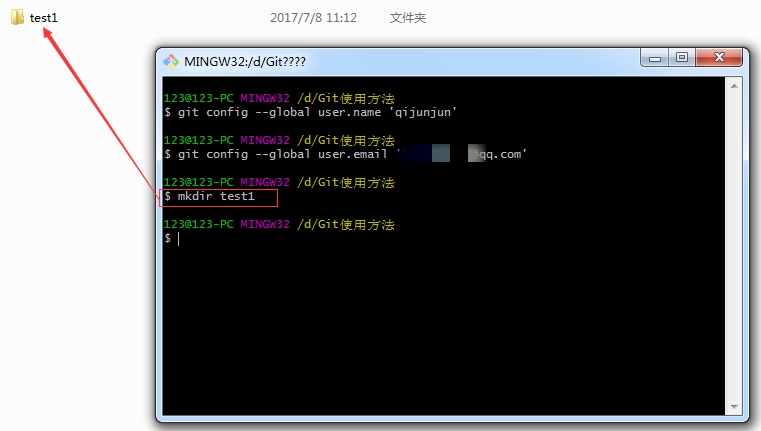 test1 2017/7/8 11:12 文件夹
MINGW32:/d/Git????
123@123-PC MINGW32 /d/Git使用方法
$ git config --global user.name 'qijunjun'
123@123-PC MINGW32 /d/Git使用方法
$ git config --global user.email ' qq.com'
123@123-PC MINGW32 /d/Git使用方法
$ mkdir test1
123@123-PC MINGW32 /d/Git使用方法
$